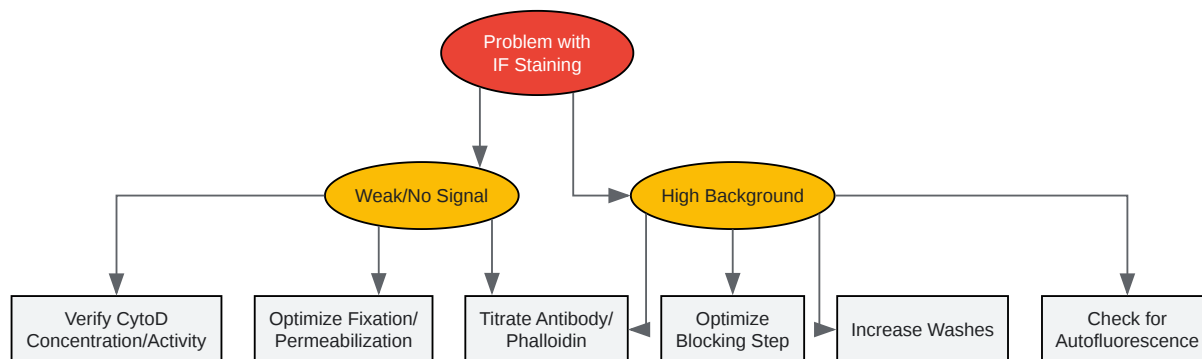 Problem with
IF Staining
Weak/No Signal
High Background
Verify CytoD
Concentration/Activity
Optimize Fixation/
Permeabilization
Titrate Antibody/
Phalloidin
Optimize
Blocking Step
Increase Washes
Check for
Autofluorescence